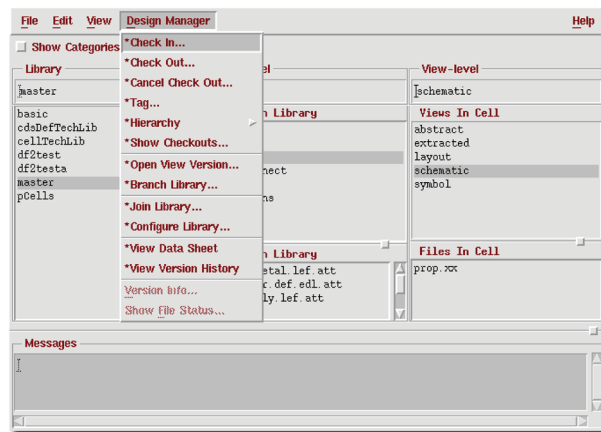 File Edit View Design Manager Help
Show Categories
Library
View-level
master
schematic
basic
cdsDefTechLib
cellTechLib
df2test
df2testa
master
pCells
*Check In...
*Check Out...
*Cancel Check Out...
*Tag...
*Hierarchy
*Show Checkouts...
*Open View Version...
*Branch Library...
*Join Library...
*Configure Library...
*View Data Sheet
*View Version History
Version Info...
Show File Status...
Library
Library
etal.lef.att
r.def.edl.att
ly.lef.att
Views In Cell
abstract
extracted
layout
schematic
symbol
Files In Cell
prop.xx
Messages